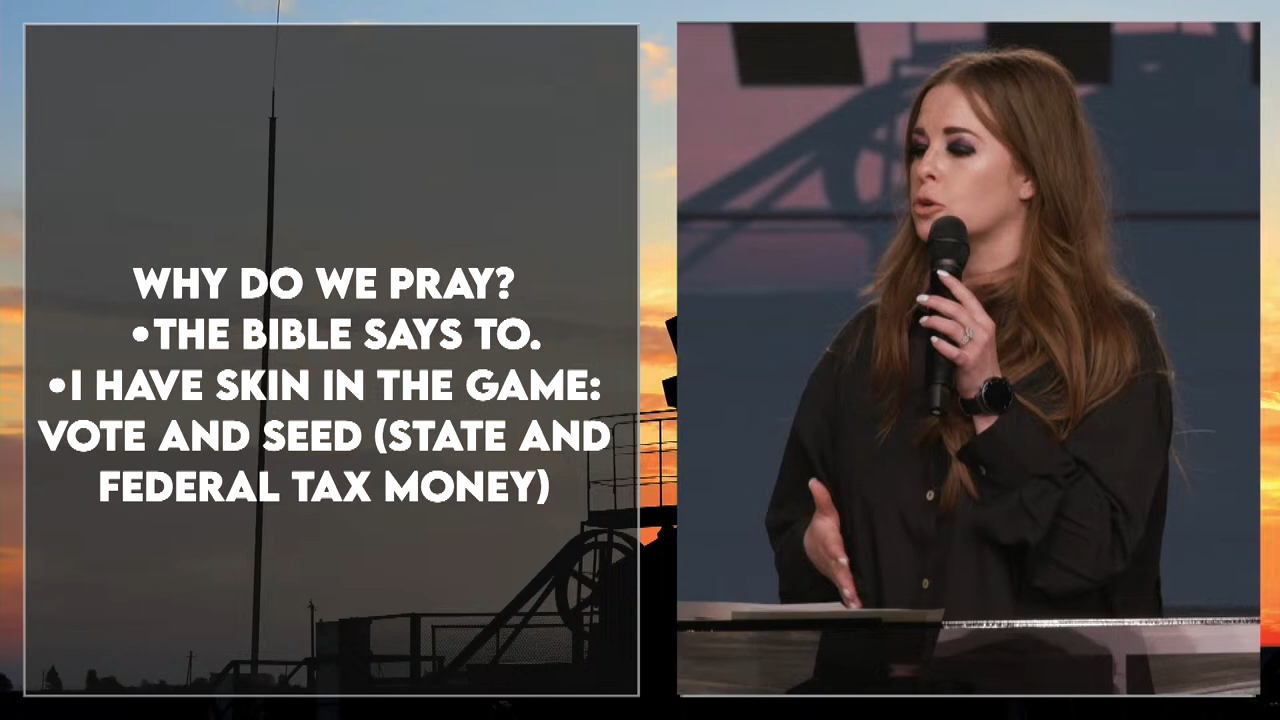 WHY DO WE PRAY?
•THE BIBLE SAYS TO.
•I HAVE SKIN IN THE GAME:
VOTE AND SEED (STATE AND
FEDERAL TAX MONEY)